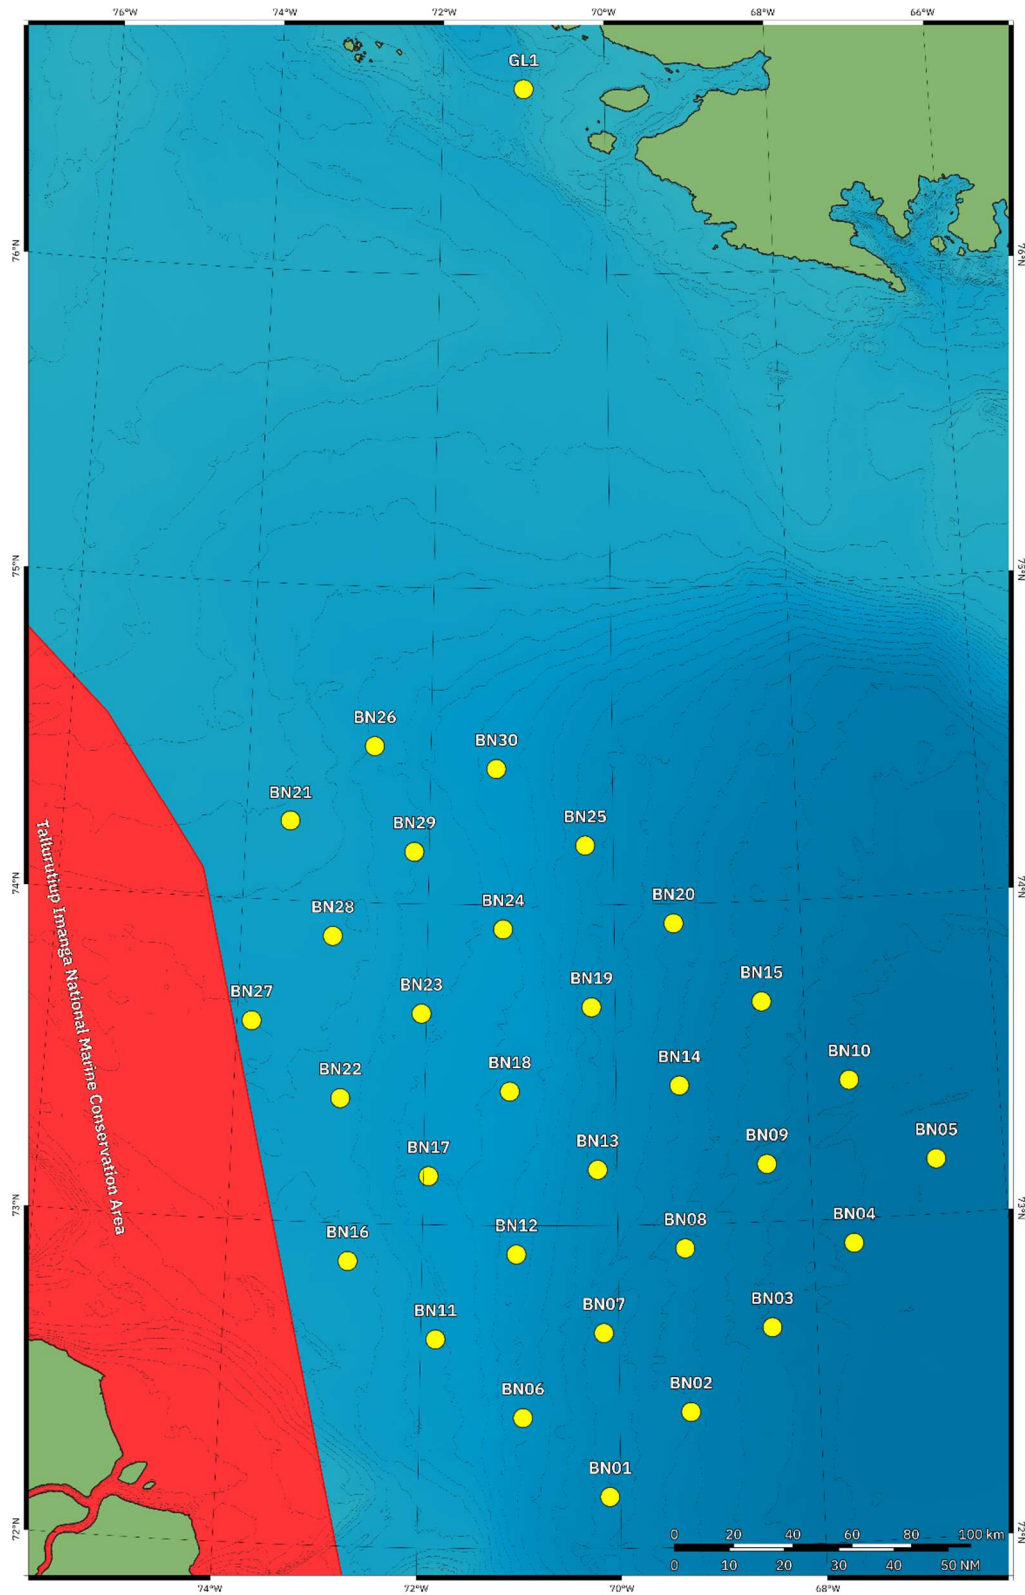 76°W 74°W 72°W 70°W 68°W 66°W
GL1
76°N 76°N
75°N 75°N
BN26
BN30
BN21
BN25
BN29
74°N 74°N
BN20
BN24
BN28
BN15
BN19
BN23
BN27
BN10
BN14
BN18
BN22
BN05
BN09
BN13
BN17
Tallurutiup Imanga National Marine Conservation Area
73°N 73°N
BN04
BN08
BN12
BN16
BN03
BN07
BN11
BN02
BN06
BN01
72°N 72°N
0 20 40 60 80 100 km
0 10 20 30 40 50 NM
74°W 72°W 70°W 68°W